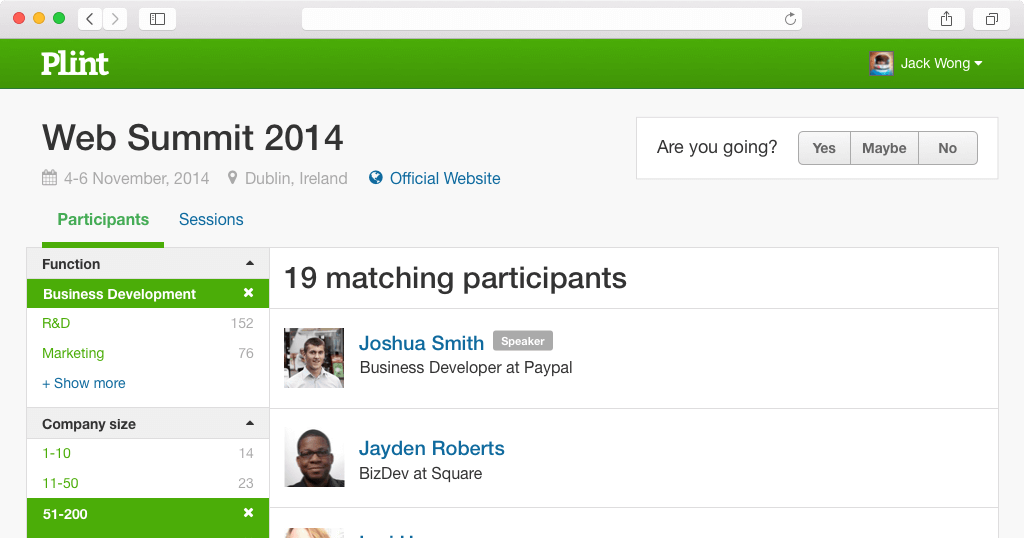 Plint
Jack Wong
Web Summit 2014
Are you going?
Yes
Maybe
No
4-6 November, 2014
Dublin, Ireland
Official Website
Participants
Sessions
Function
Business Development
R&D 152
Marketing 76
+ Show more
Company size
1-10 14
11-50 23
51-200
19 matching participants
Joshua Smith Speaker
Business Developer at Paypal
Jayden Roberts
BizDev at Square